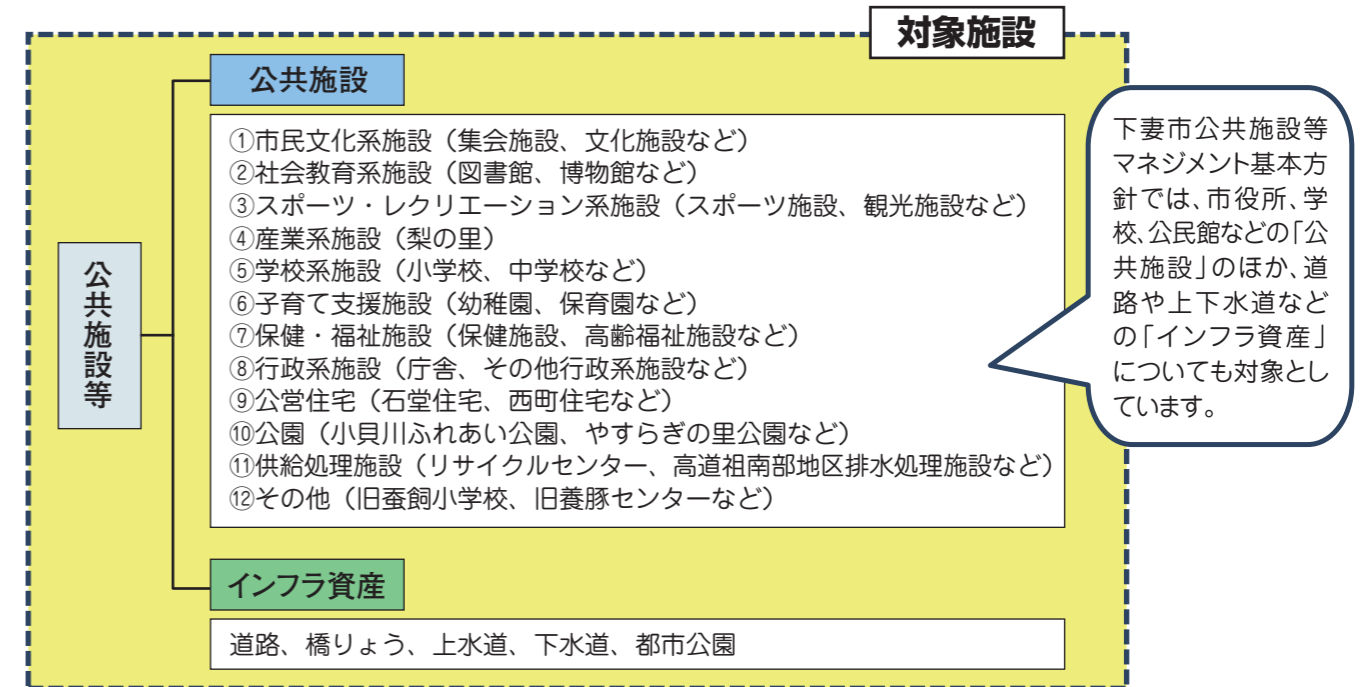 対象施設
公共施設等
公共施設
①市民文化系施設（集会施設、文化施設など）
②社会教育系施設（図書館、博物館など）
③スポーツ・レクリエーション系施設（スポーツ施設、観光施設など）
④産業系施設（梨の里）
⑤学校系施設（小学校、中学校など）
⑥子育て支援施設（幼稚園、保育園など）
⑦保健・福祉施設（保健施設、高齢福祉施設など）
⑧行政系施設（庁舎、その他行政系施設など）
⑨公営住宅（石堂住宅、西町住宅など）
⑩公園（小貝川ふれあい公園、やすらぎの里公園など）
⑪供給処理施設（リサイクルセンター、高道祖南部地区排水処理施設など）
⑫その他（旧蚕飼小学校、旧養豚センターなど）
インフラ資産
道路、橋りょう、上水道、下水道、都市公園
下妻市公共施設等
マネジメント基本方
針では、市役所、学
校、公民館などの「公
共施設」のほか、道
路や上下水道など
の「インフラ資産」
についても対象とし
ています。